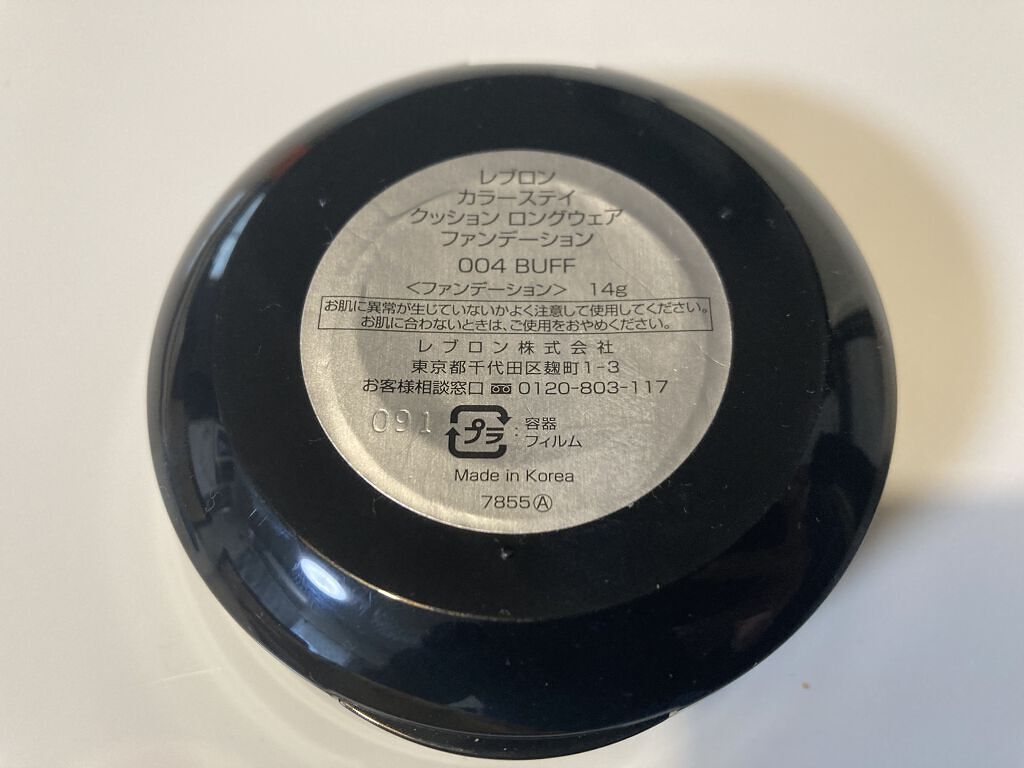 レブロン
カラーステイ
クッション ロングウェア
ファンデーション
004 BUFF
<ファンデーション> 14g
お肌に異常が生じていないかよく注意して使用してください。
お肌に合わないときは、ご使用をおやめください。
レブロン株式会社
東京都千代田区麹町1-3
お客様相談窓口 0120-803-117
091
プラ
:容器
フィルム
Made in Korea
7855Ⓐ